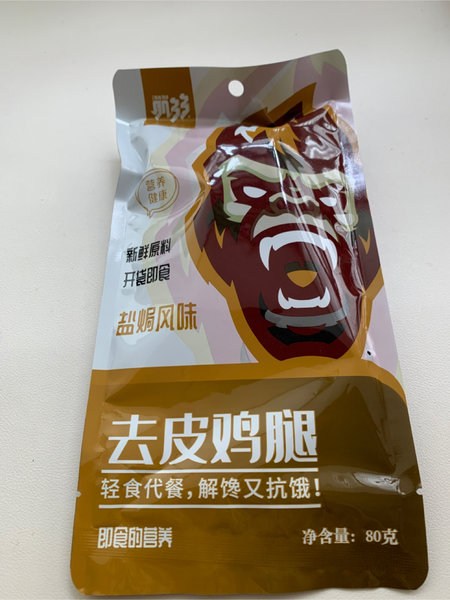 营养
健康
新鲜原料
开袋即食
盐焗风味
去皮鸡腿
轻食代餐,解馋又抗饿!
即食的营养
净含量: 80克